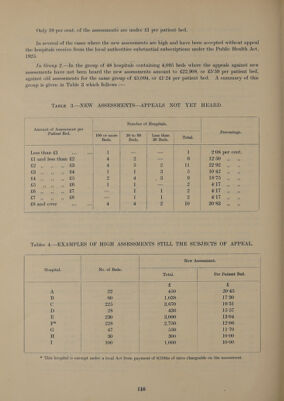 Only 10 per cent. of the assessments are under £1 per patient bed.
In several of the cases where the new assessments are high and have been accepted without appeal
the hospitals receive from the local authorities substantial subscriptions under the Public Health Act,
1925.
In Group 2.—In the group of 48 hospitals containing 4,095 beds where the appeals against new
assessments have not been heard the new assessments amount to £22,908, or £5·59 per patient bed,
against old assessments for the same group of £5,094, or £1·24 per patient bed. A summary of this
group is given in Table 3 which follows :—
TABLE 3.—NEW ASSESSMENTS—APPEALS NOT YET HEARD.
Amount of Assessment per Patient Bed. Number of Hospitals. Percentage.
100 or more Beds. 20 to 99 Beds. Less than 20 Beds. Total.
Less than £1 ... ... 1 — — 1 2·08 per cent.
£1 and less than £2 4 2 — 6 12·50 „ „
£2 „ „ „ £3 4 5 2 11 22·92 „ „
£3 „ „ „ £4 1 1 3 5 10·42 „ „
£4 „ „ „ £5 2 4 3 9 18·75 „ „
£5 „ „ „ £6 1 1 — 2 4·17 „ „
£6 „ „ „ £7 — 1 1 2 4·17 „ „
£7 „ „ „ £8 — 1 1 2 4·17 „ „
£8 and over ... ... 4 4 2 10 20·83 „ „
TABLE 4.—EXAMPLES OF HIGH ASSESSMENTS STILL THE SUBJECTS OF APPEAL.
Hospital. No. of Beds. New Assessment.
Total. Per Patient Bed.
£ £
A 22 450 20·45
B 60 1,038 17·30
C 225 3,670 16·31
D 28 430 15·37
E 230 3,000 13·04
F* 228 2,750 12·06
G 47 550 11·70
H 30 300 10·00
I 100 1,000 10·00
* This hospital is exempt under a local Act from payment of
116